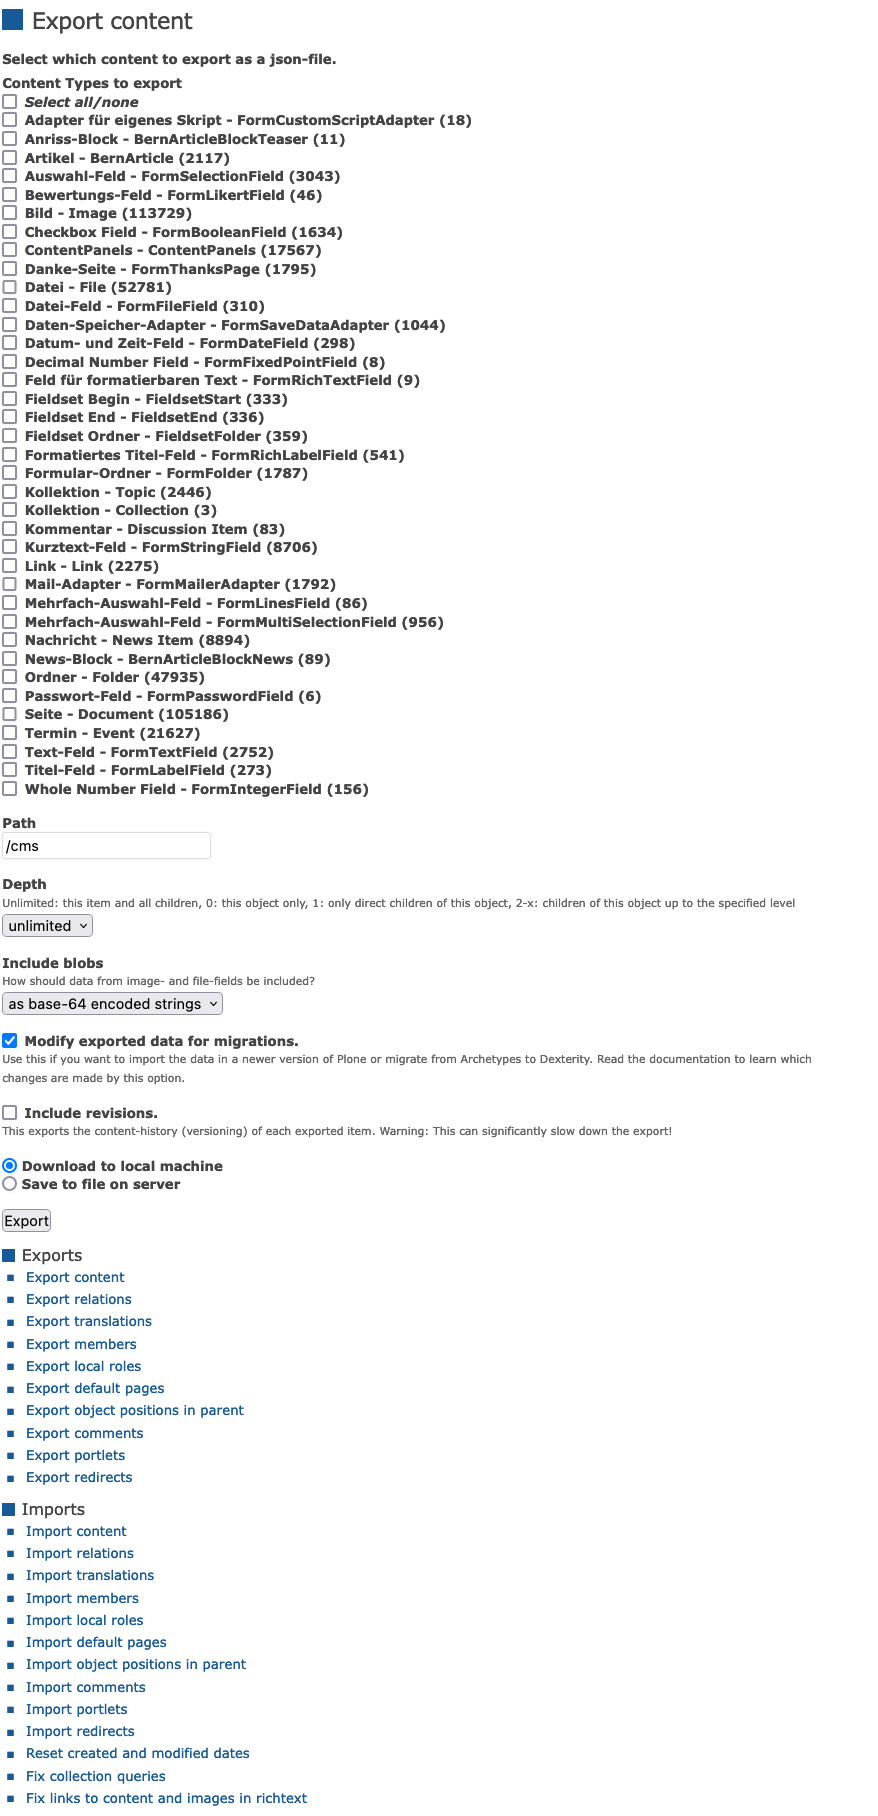 Export content
Select which content to export as a json-file.
Content Types to export
Select all/none
Adapter für eigenes Skript - FormCustomScriptAdapter (18)
Anriss-Block - BernArticleBlockTeaser (11)
Artikel - BernArticle (2117)
Auswahl-Feld - FormSelectionField (3043)
Bewertungs-Feld - FormLikertField (46)
Bild - Image (113729)
Checkbox Field - FormBooleanField (1634)
ContentPanels - ContentPanels (17567)
Danke-Seite - FormThanksPage (1795)
Datei - File (52781)
Datei-Feld - FormFileField (310)
Daten-Speicher-Adapter - FormSaveDataAdapter (1044)
Datum- und Zeit-Feld - FormDateField (298)
Decimal Number Field - FormFixedPointField (8)
Feld für formatierbaren Text - FormRichTextField (9)
Fieldset Begin - FieldsetStart (333)
Fieldset End - FieldsetEnd (336)
Fieldset Ordner - FieldsetFolder (359)
Formatiertes Titel-Feld - FormRichLabelField (541)
Formular-Ordner - FormFolder (1787)
Kollektion - Topic (2446)
Kollektion - Collection (3)
Kommentar - Discussion Item (83)
Kurztext-Feld - FormStringField (8706)
Link - Link (2275)
Mail-Adapter - FormMailerAdapter (1792)
Mehrfach-Auswahl-Feld - FormLinesField (86)
Mehrfach-Auswahl-Feld - FormMultiSelectionField (956)
Nachricht - News Item (8894)
News-Block - BernArticleBlockNews (89)
Ordner - Folder (47935)
Passwort-Feld - FormPasswordField (6)
Seite - Document (105186)
Termin - Event (21627)
Text-Feld - FormTextField (2752)
Titel-Feld - FormLabelField (273)
Whole Number Field - FormIntegerField (156)
Path
/cms
Depth
Unlimited: this item and all children, 0: this object only, 1: only direct children of this object, 2-x: children of this object up to the specified level
unlimited
Include blobs
How should data from image- and file-fields be included?
as base-64 encoded strings
Modify exported data for migrations.
Use this if you want to import the data in a newer version of Plone or migrate from Archetypes to Dexterity. Read the documentation to learn which
changes are made by this option.
Include revisions.
This exports the content-history (versioning) of each exported item. Warning: This can significantly slow down the export!
Download to local machine
Save to file on server
Export
Exports
Export content
Export relations
Export translations
Export members
Export local roles
Export default pages
Export object positions in parent
Export comments
Export portlets
Export redirects
Imports
Import content
Import relations
Import translations
Import members
Import local roles
Import default pages
Import object positions in parent
Import comments
Import portlets
Import redirects
Reset created and modified dates
Fix collection queries
Fix links to content and images in richtext